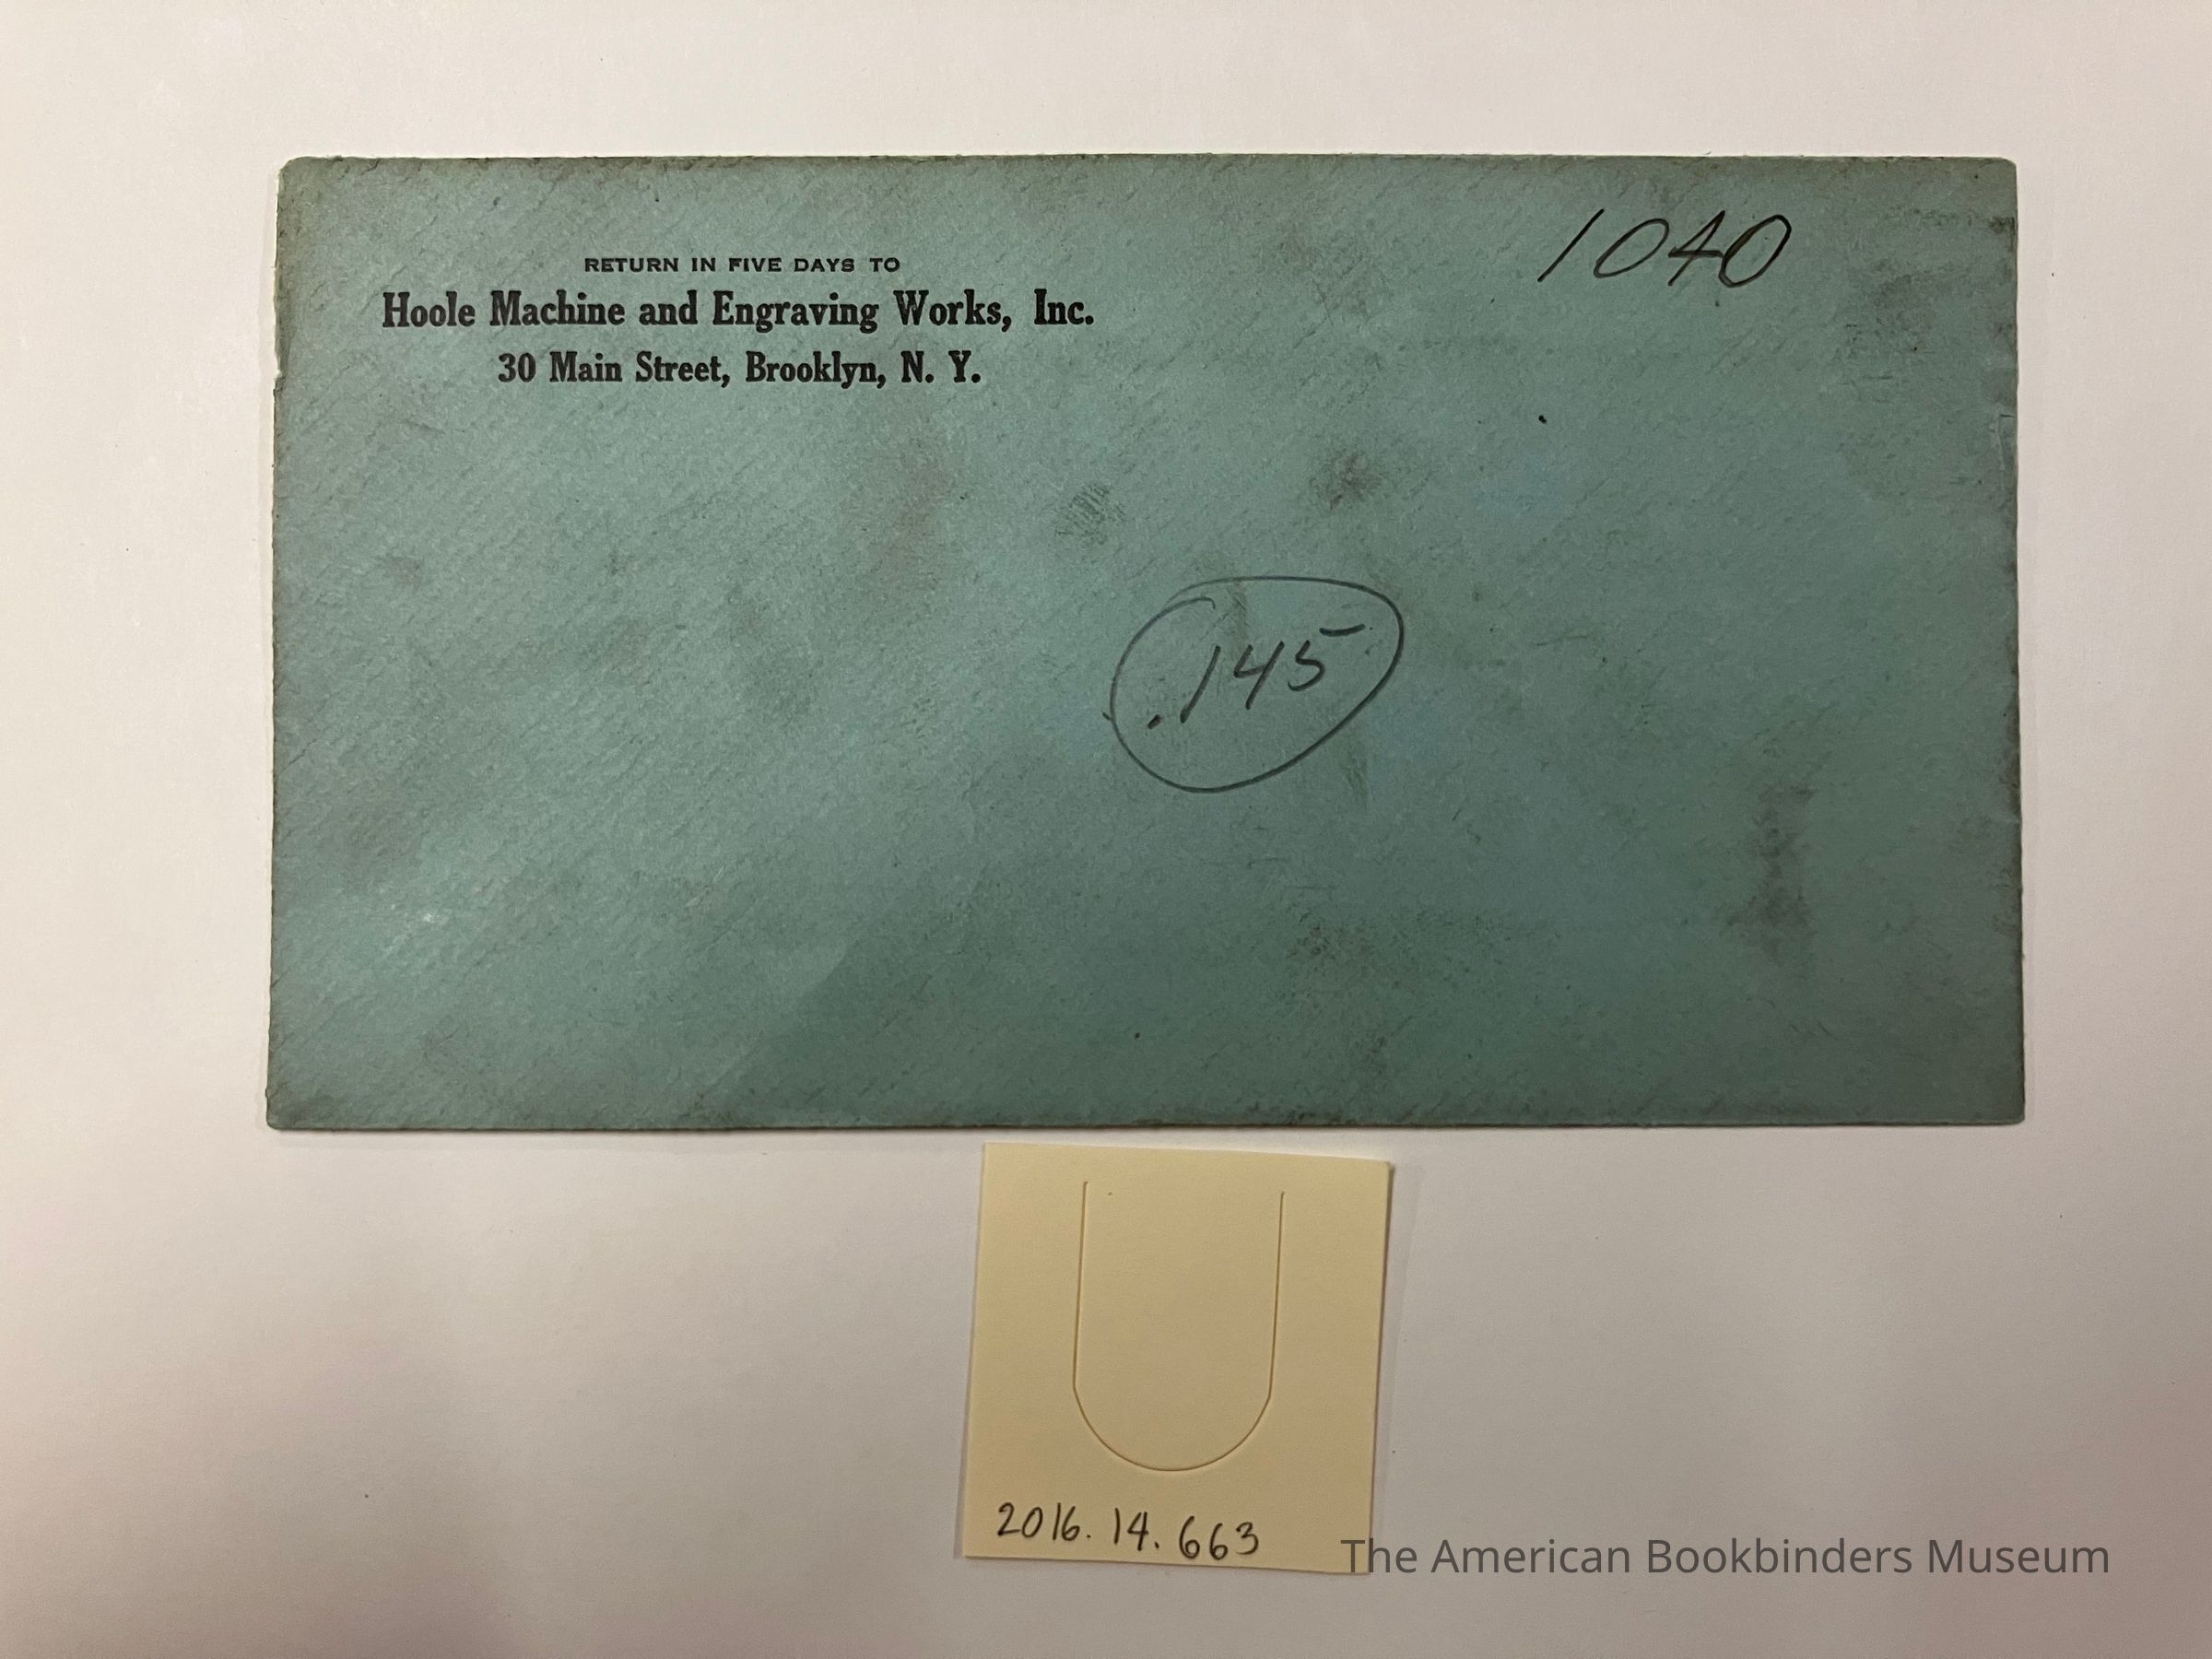 1040
RETURN IN FIVE DAYS TO
Hoole Machine and Engraving Works, Inc.
30 Main Street, Brooklyn, N. Y.
.145
2016.14.663
The American Bookbinders Museum